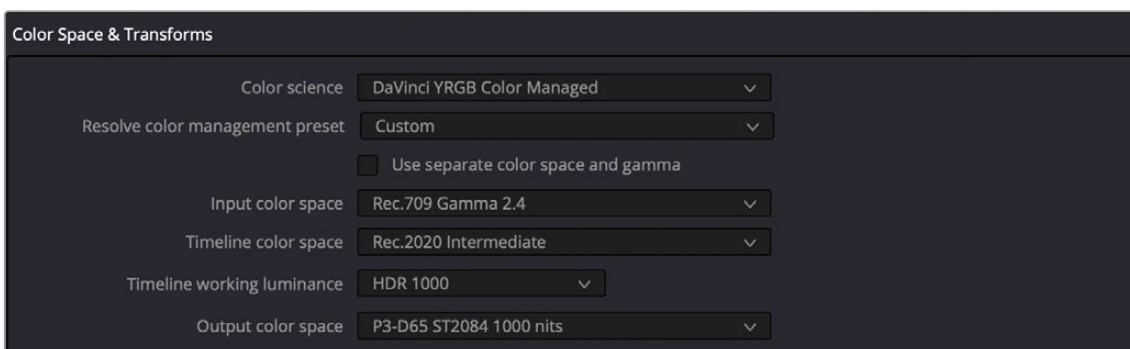 Color Space & Transforms
Color science DaVinci YRGB Color Managed
Resolve color management preset Custom
Use separate color space and gamma
Input color space Rec.709 Gamma 2.4
Timeline color space Rec.2020 Intermediate
Timeline working luminance HDR 1000
Output color space P3-D65 ST2084 1000 nits